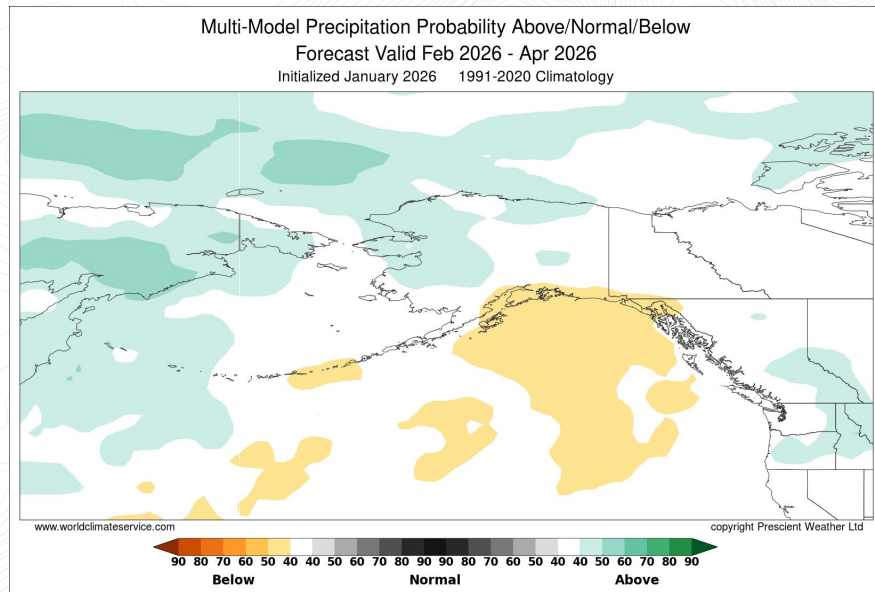 Multi-Model Precipitation Probability Above/Normal/Below
Forecast Valid Feb 2026 - Apr 2026
Initialized January 2026 1991-2020 Climatology
www.worldclimateservice.com copyright Prescient Weather Ltd
90 80 70 60 50 40 40 50 60 70 80 90 90 80 70 60 50 40 40 50 60 70 80 90
Below Normal Above